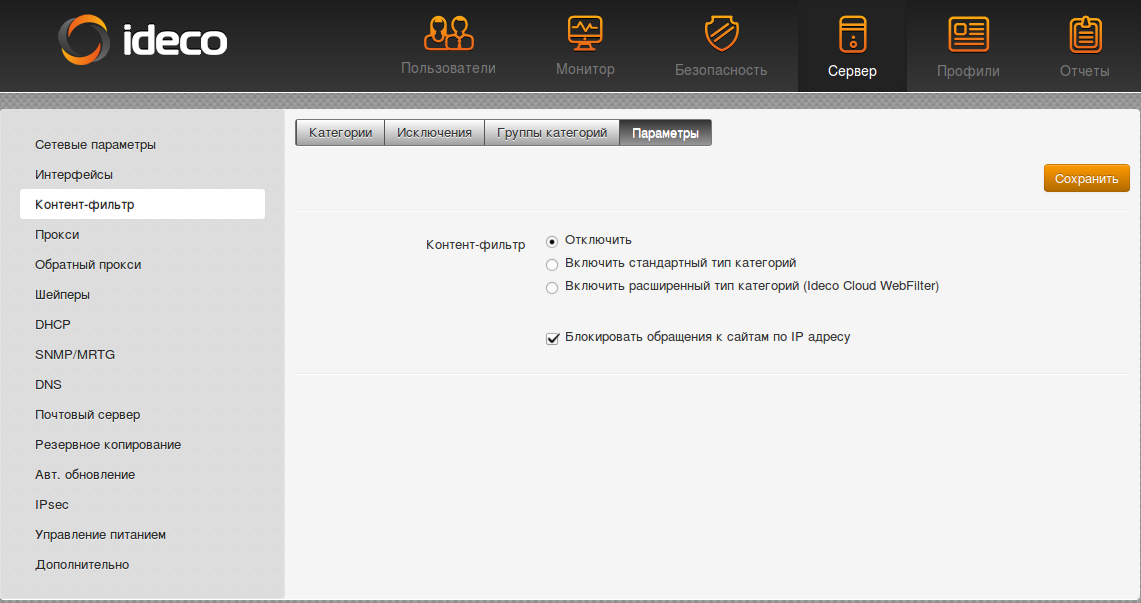 ideco
Пользователи
Монитор
Безопасность
Сервер
Профили
Отчеты
Сетевые параметры
Интерфейсы
Контент-фильтр
Прокси
Обратный прокси
Шейперы
DHCP
SNMP/MRTG
DNS
Почтовый сервер
Резервное копирование
Авт. обновление
IPsec
Управление питанием
Дополнительно
Категории
Исключения
Группы категорий
Параметры
Сохранить
Контент-фильтр
Отключить
Включить стандартный тип категорий
Включить расширенный тип категорий (Ideco Cloud WebFilter)
Блокировать обращения к сайтам по IP адресу